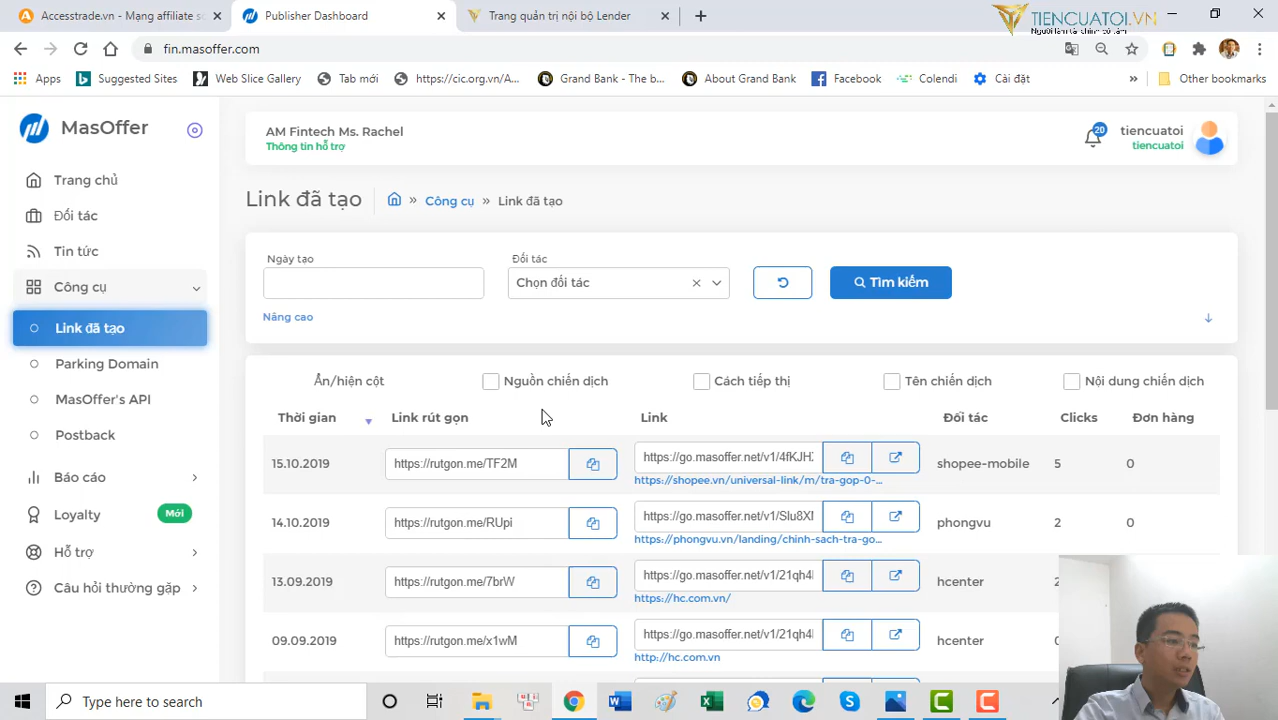 Accesstrade.vn - Mạng affiliate số
Publisher Dashboard
Trang quản trị nội bộ Lender
TIENCUATOI.VN
fin.masoffer.com
Apps
Suggested Sites
Web Slice Gallery
Tab mới
https://cic.org.vn/A...
Grand Bank - The b...
About Grand Bank
Facebook
Colendi
Cài đặt
»
Other bookmarks
MasOffer
AM Fintech Ms. Rachel
Thông tin hỗ trợ
20
tiencuatoi
tiencuatoi
Trang chủ
Đối tác
Tin tức
Công cụ
Link đã tạo
Parking Domain
MasOffer's API
Postback
Báo cáo
Loyalty
Mới
Hỗ trợ
Câu hỏi thường gặp
Link đã tạo
» Công cụ » Link đã tạo
Ngày tạo
Đối tác
Chọn đối tác
Tìm kiếm
Nâng cao
Ẩn/hiện cột
Nguồn chiến dịch
Cách tiếp thị
Tên chiến dịch
Nội dung chiến dịch
Thời gian
Link rút gọn
Link
Đối tác
Clicks
Đơn hàng
15.10.2019
https://rutgon.me/TF2M
https://go.masoffer.net/v1/4fKJH
https://shopee.vn/universal-link/m/tra-gop-0-...
shopee-mobile
5
0
14.10.2019
https://rutgon.me/RUpi
https://go.masoffer.net/v1/Slu8X
https://phongvu.vn/landing/chinh-sach-tra-go...
phongvu
2
0
13.09.2019
https://rutgon.me/7brW
https://go.masoffer.net/v1/21qh4
https://hc.com.vn/
hcenter
09.09.2019
https://rutgon.me/x1wM
https://go.masoffer.net/v1/21qh4
http://hc.com.vn
hcenter
Type here to search